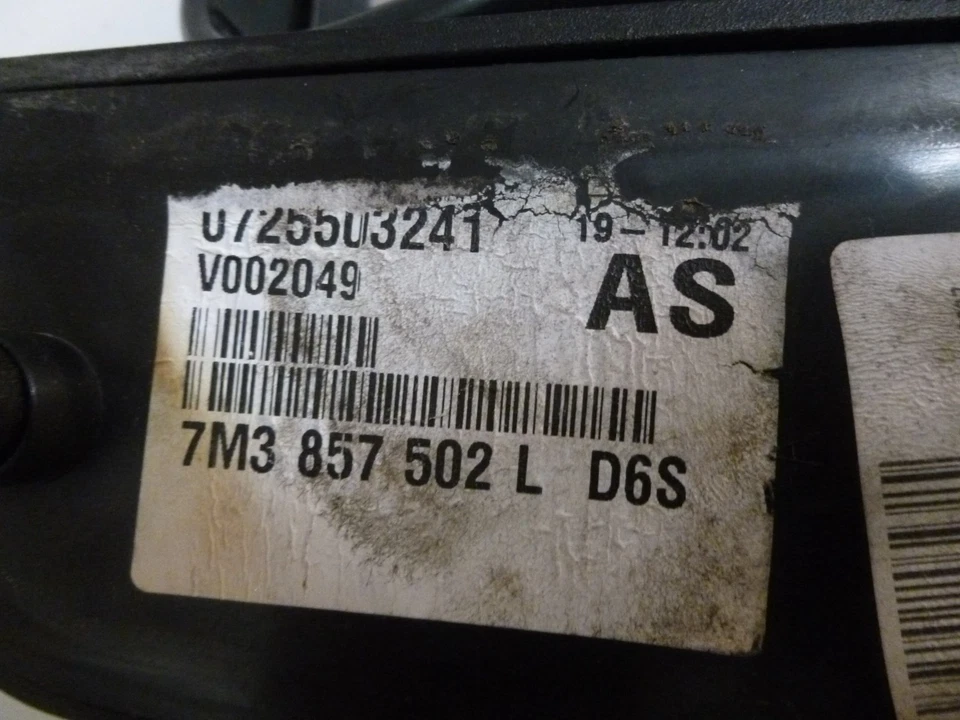 0725503241 19-12:02
V002049
AS
7M3 857 502 L D6S